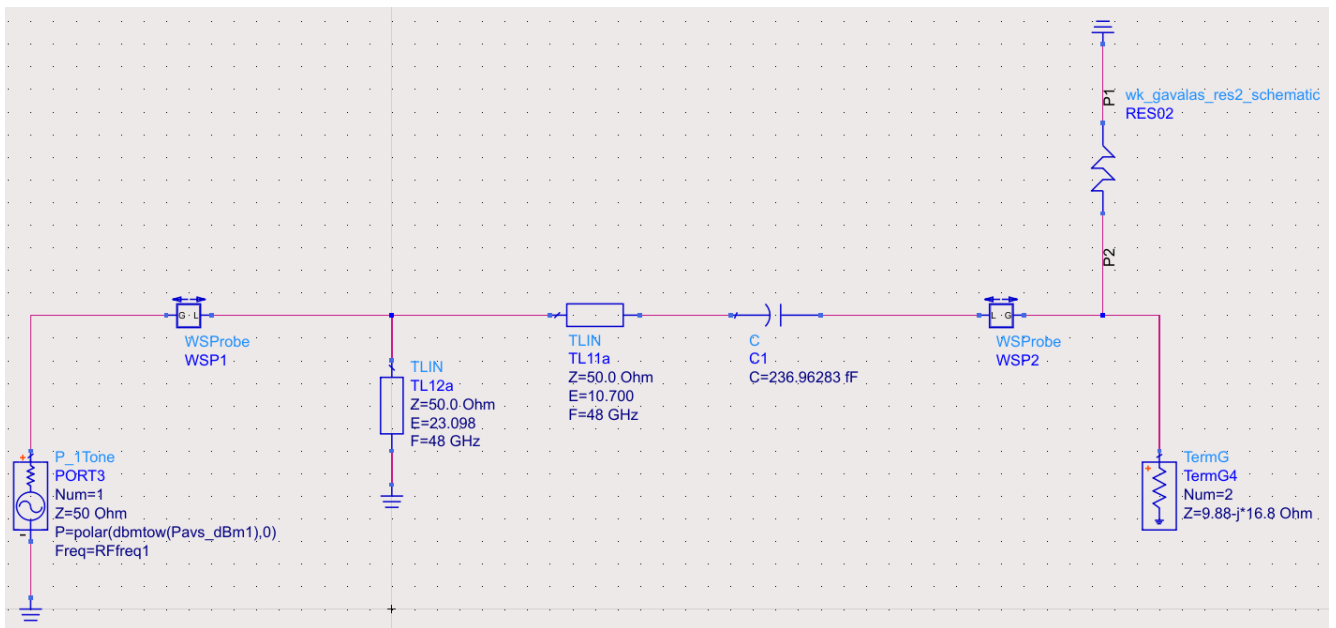 P1
wk_gavalas_res2_schematic
RES02
P2
G L
WSProbe
WSP1
TLIN
TL12a
Z=50.0 Ohm
E=23.098
F=48 GHz
TLIN
TL11a
Z=50.0 Ohm
E=10.700
F=48 GHz
C
C1
C=236.96283 fF
L G
WSProbe
WSP2
P_1Tone
PORT3
Num=1
Z=50 Ohm
P=polar(dbmtow(Pavs_dBm1),0)
Freq=RFfreq1
TermG
TermG4
Num=2
Z=9.88-j*16.8 Ohm